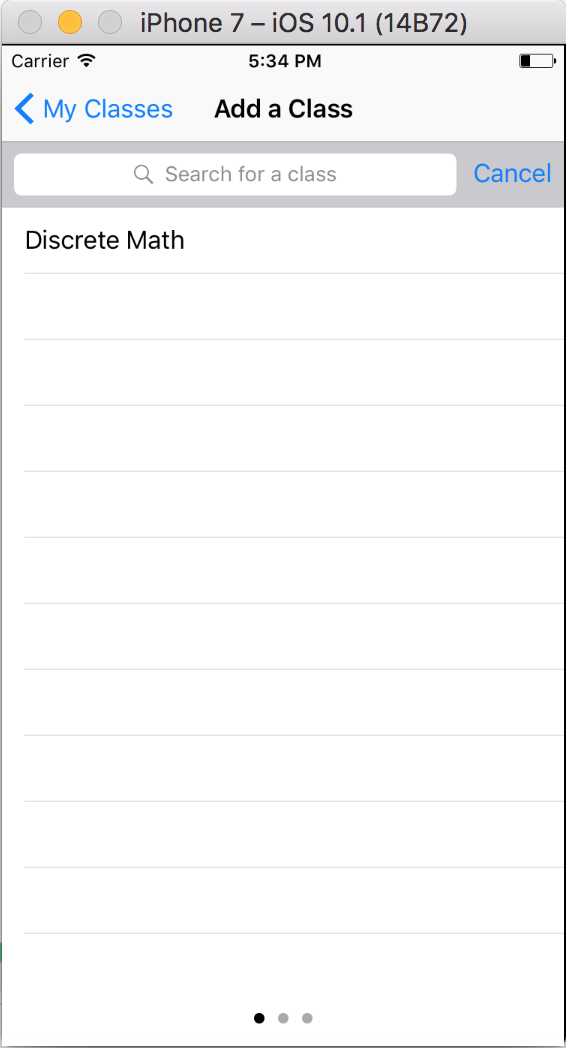 iPhone 7 – iOS 10.1 (14B72)
Carrier 5:34 PM
My Classes Add a Class
Search for a class Cancel
Discrete Math